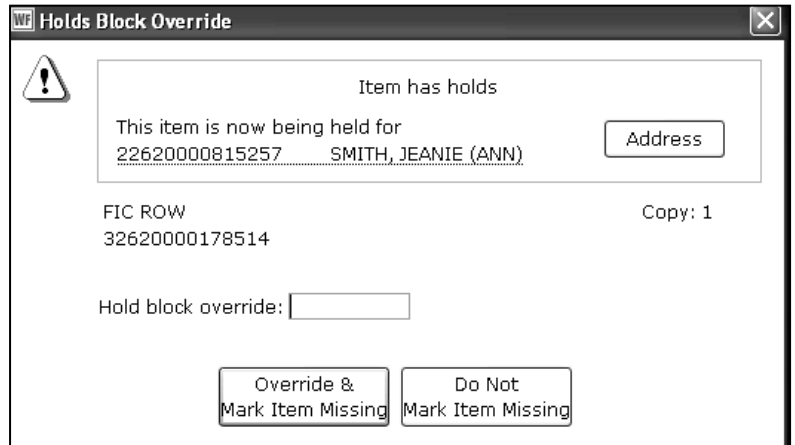 WF Holds Block Override
Item has holds
This item is now being held for
22620000815257 SMITH, JEANIE (ANN)
Address
FIC ROW Copy: 1
32620000178514
Hold block override:
Override &
Mark Item Missing
Do Not
Mark Item Missing